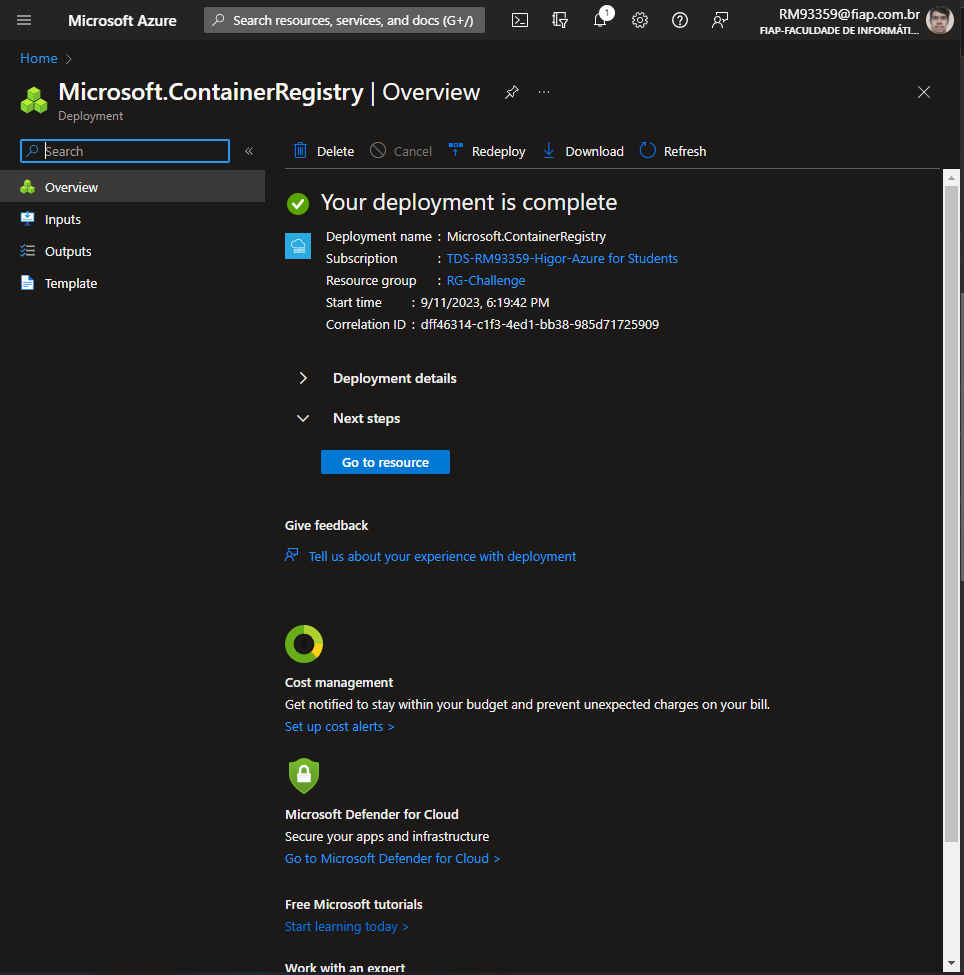 Microsoft Azure
Search resources, services, and docs (G+/)
1
RM93359@fiap.com.br
FIAP-FACULDADE DE INFORMÁTI...
Home
Microsoft.ContainerRegistry | Overview
Deployment
Search
Delete
Cancel
Redeploy
Download
Refresh
Overview
Inputs
Outputs
Template
Your deployment is complete
Deployment name : Microsoft.ContainerRegistry
Subscription : TDS-RM93359-Higor-Azure for Students
Resource group : RG-Challenge
Start time : 9/11/2023, 6:19:42 PM
Correlation ID : dff46314-c1f3-4ed1-bb38-985d71725909
Deployment details
Next steps
Go to resource
Give feedback
Tell us about your experience with deployment
Cost management
Get notified to stay within your budget and prevent unexpected charges on your bill.
Set up cost alerts >
Microsoft Defender for Cloud
Secure your apps and infrastructure
Go to Microsoft Defender for Cloud >
Free Microsoft tutorials
Start learning today >
Work with an expert